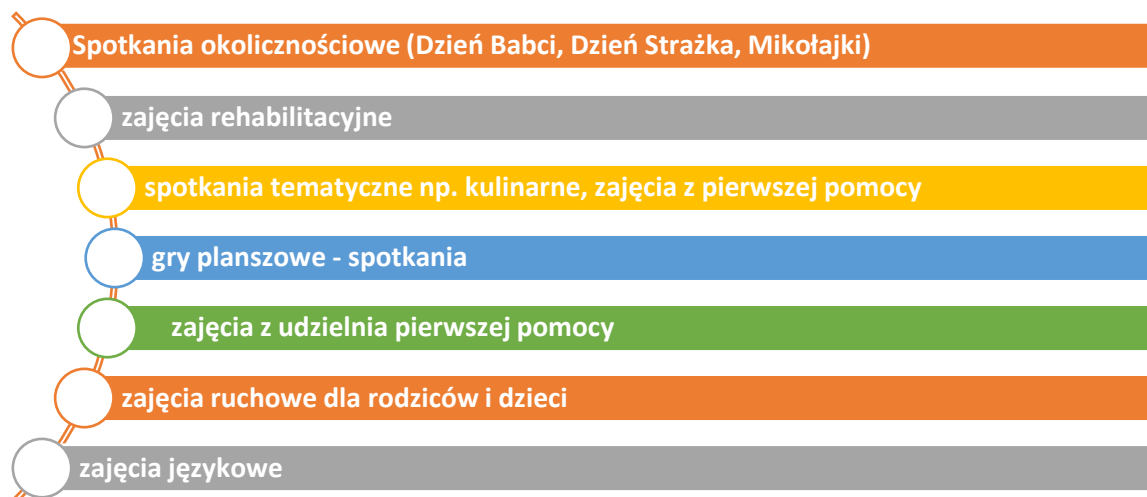 Spotkania okolicznościowe (Dzień Babci, Dzień Strażka, Mikołajki)
zajęcia rehabilitacyjne
spotkania tematyczne np. kulinarne, zajęcia z pierwszej pomocy
gry planszowe - spotkania
zajęcia z udzielnia pierwszej pomocy
zajęcia ruchowe dla rodziców i dzieci
zajęcia językowe